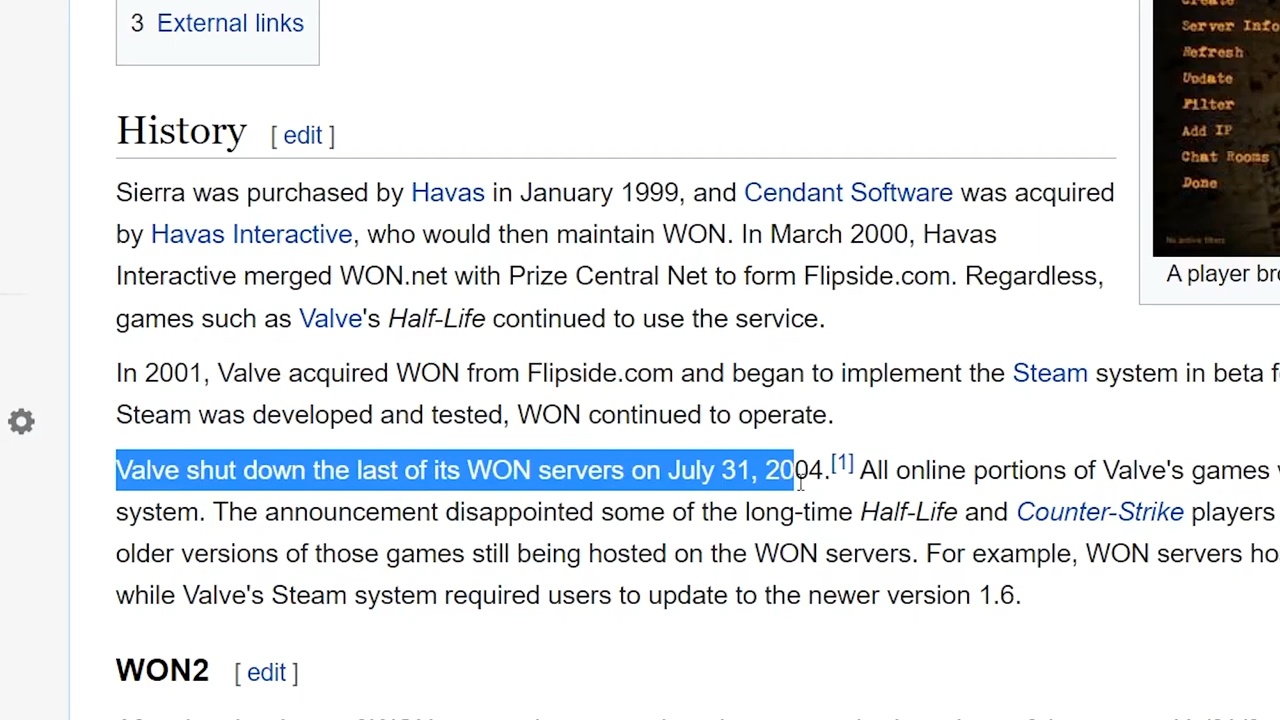 3 External links
Server Info
Refresh
Update
Filter
Add IP
Chat Rooms
Done
No active filters
A player
History [ edit ]
Sierra was purchased by Havas in January 1999, and Cendant Software was acquired
by Havas Interactive, who would then maintain WON. In March 2000, Havas
Interactive merged WON.net with Prize Central Net to form Flipside.com. Regardless,
games such as Valve's Half-Life continued to use the service.
In 2001, Valve acquired WON from Flipside.com and began to implement the Steam system in beta
Steam was developed and tested, WON continued to operate.
Valve shut down the last of its WON servers on July 31, 2004.[1] All online portions of Valve's games
system. The announcement disappointed some of the long-time Half-Life and Counter-Strike players
older versions of those games still being hosted on the WON servers. For example, WON servers
while Valve's Steam system required users to update to the newer version 1.6.
WON2 [ edit ]